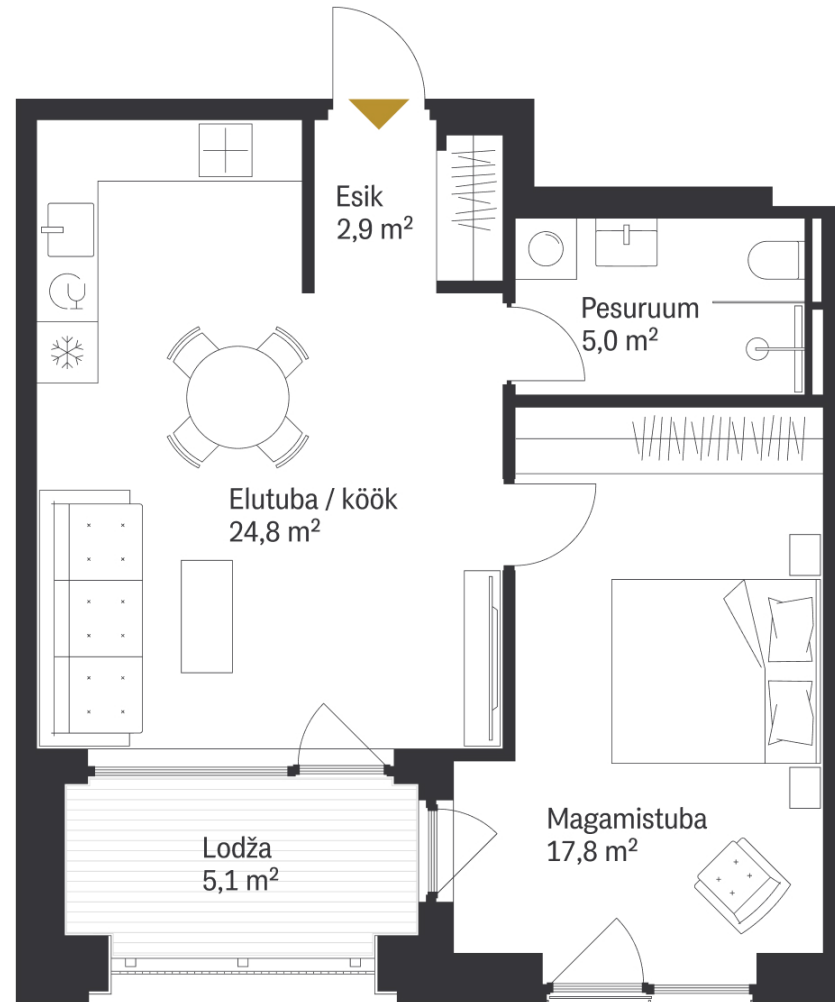 Esik
2,9 m²
Pesuruum
5,0 m²
Elutuba / köök
24,8 m²
Magamistuba
17,8 m²
Lodža
5,1 m²